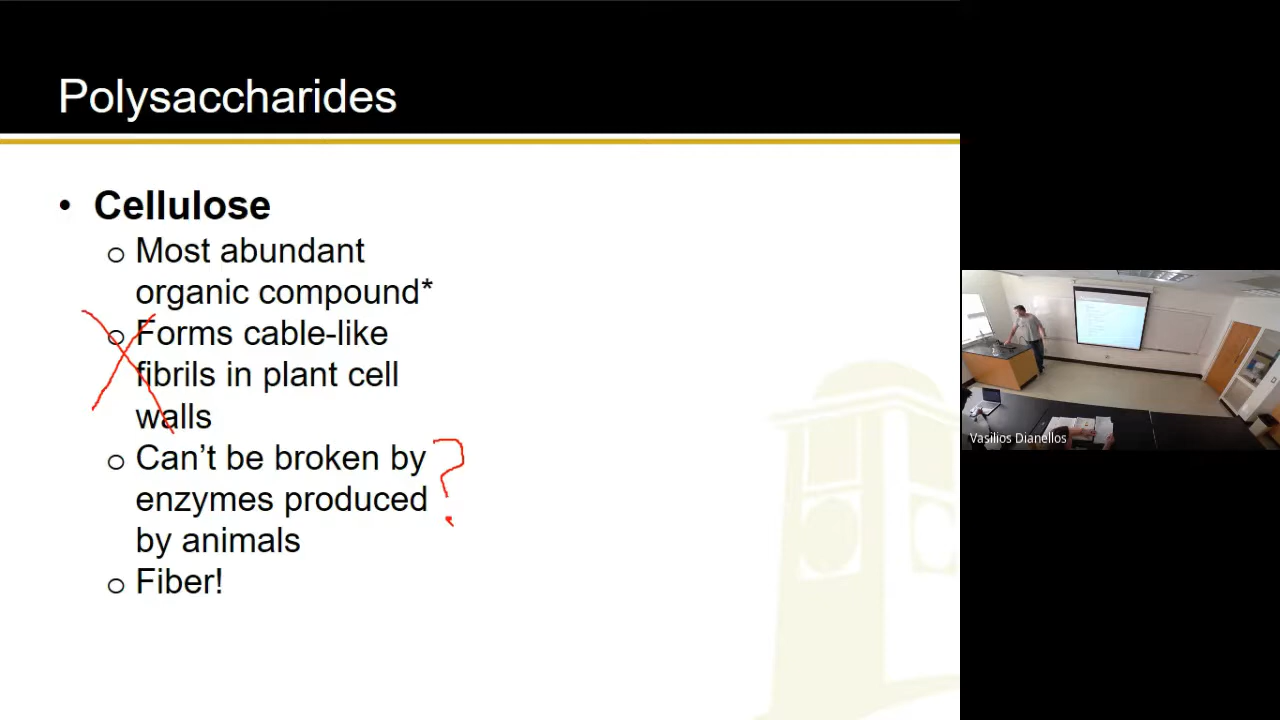 Polysaccharides
• Cellulose
o Most abundant
organic compound*
o Forms cable-like
fibrils in plant cell
walls
o Can't be broken by
enzymes produced
by animals
o Fiber!
?
Vasilios Dianellos